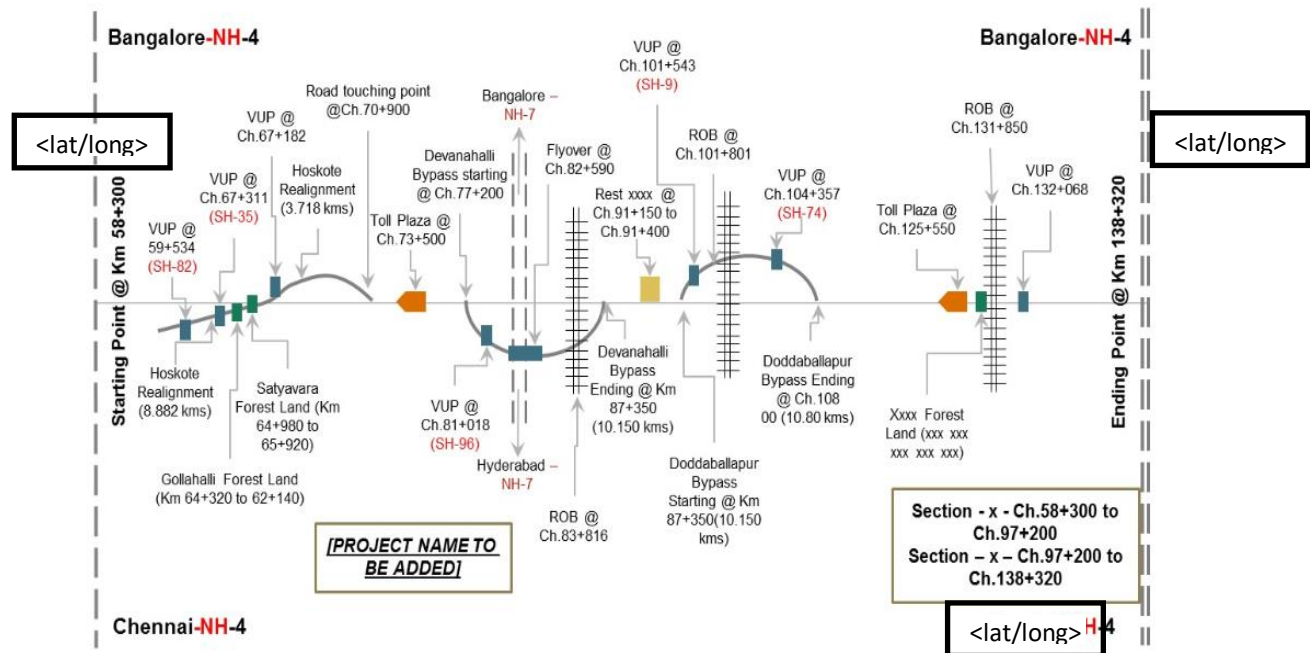 Bangalore-NH-4
Bangalore-NH-4
<lat/long>
<lat/long>
Starting Point @ Km 58+300
Ending Point @ Km 138+320
VUP @
59+534
(SH-82)
VUP @
Ch.67+311
(SH-35)
VUP @
Ch.67+182
Hoskote
Realignment
(3.718 kms)
Road touching point
@Ch.70+900
Toll Plaza @
Ch.73+500
Devanahalli
Bypass starting
@ Ch.77+200
Bangalore –
NH-7
Flyover @
Ch.82+590
Rest xxxx @
Ch.91+150 to
Ch.91+400
VUP @
Ch.101+543
(SH-9)
ROB @
Ch.101+801
VUP @
Ch.104+357
(SH-74)
Toll Plaza @
Ch.125+550
ROB @
Ch.131+850
VUP @
Ch.132+068
Hoskote
Realignment
(8.882 kms)
Satyavara
Forest Land (Km
64+980 to
65+920)
Gollahalli Forest Land
(Km 64+320 to 62+140)
VUP @
Ch.81+018
(SH-96)
Hyderabad –
NH-7
ROB @
Ch.83+816
Devanahalli
Bypass
Ending @ Km
87+350
(10.150 kms)
Doddaballapur
Bypass
Starting @ Km
87+350(10.150
kms)
Doddaballapur
Bypass Ending
@ Ch.108
00 (10.80 kms)
Xxxx Forest
Land (xxx xxx
xxx xxx xxx)
[PROJECT NAME TO
BE ADDED]
Section - x - Ch.58+300 to
Ch.97+200
Section – x – Ch.97+200 to
Ch.138+320
Chennai-NH-4
<lat/long>
H-4